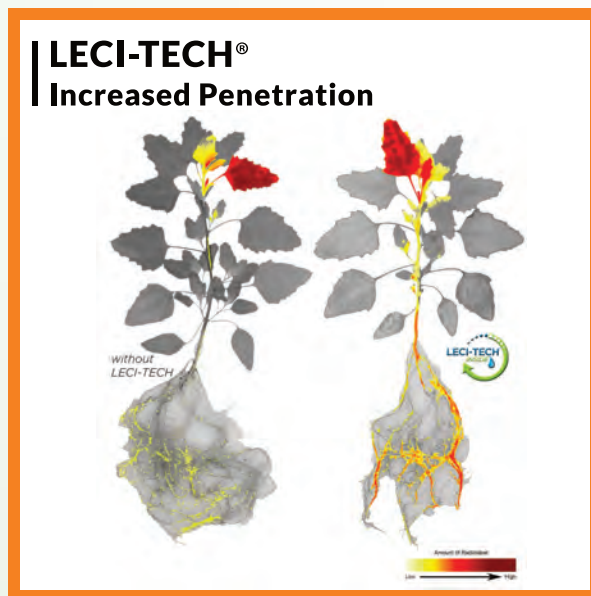 LECI-TECH®
Increased Penetration
without
LECI-TECH
LECI-TECH
Amount of Radiolabel
Low
High